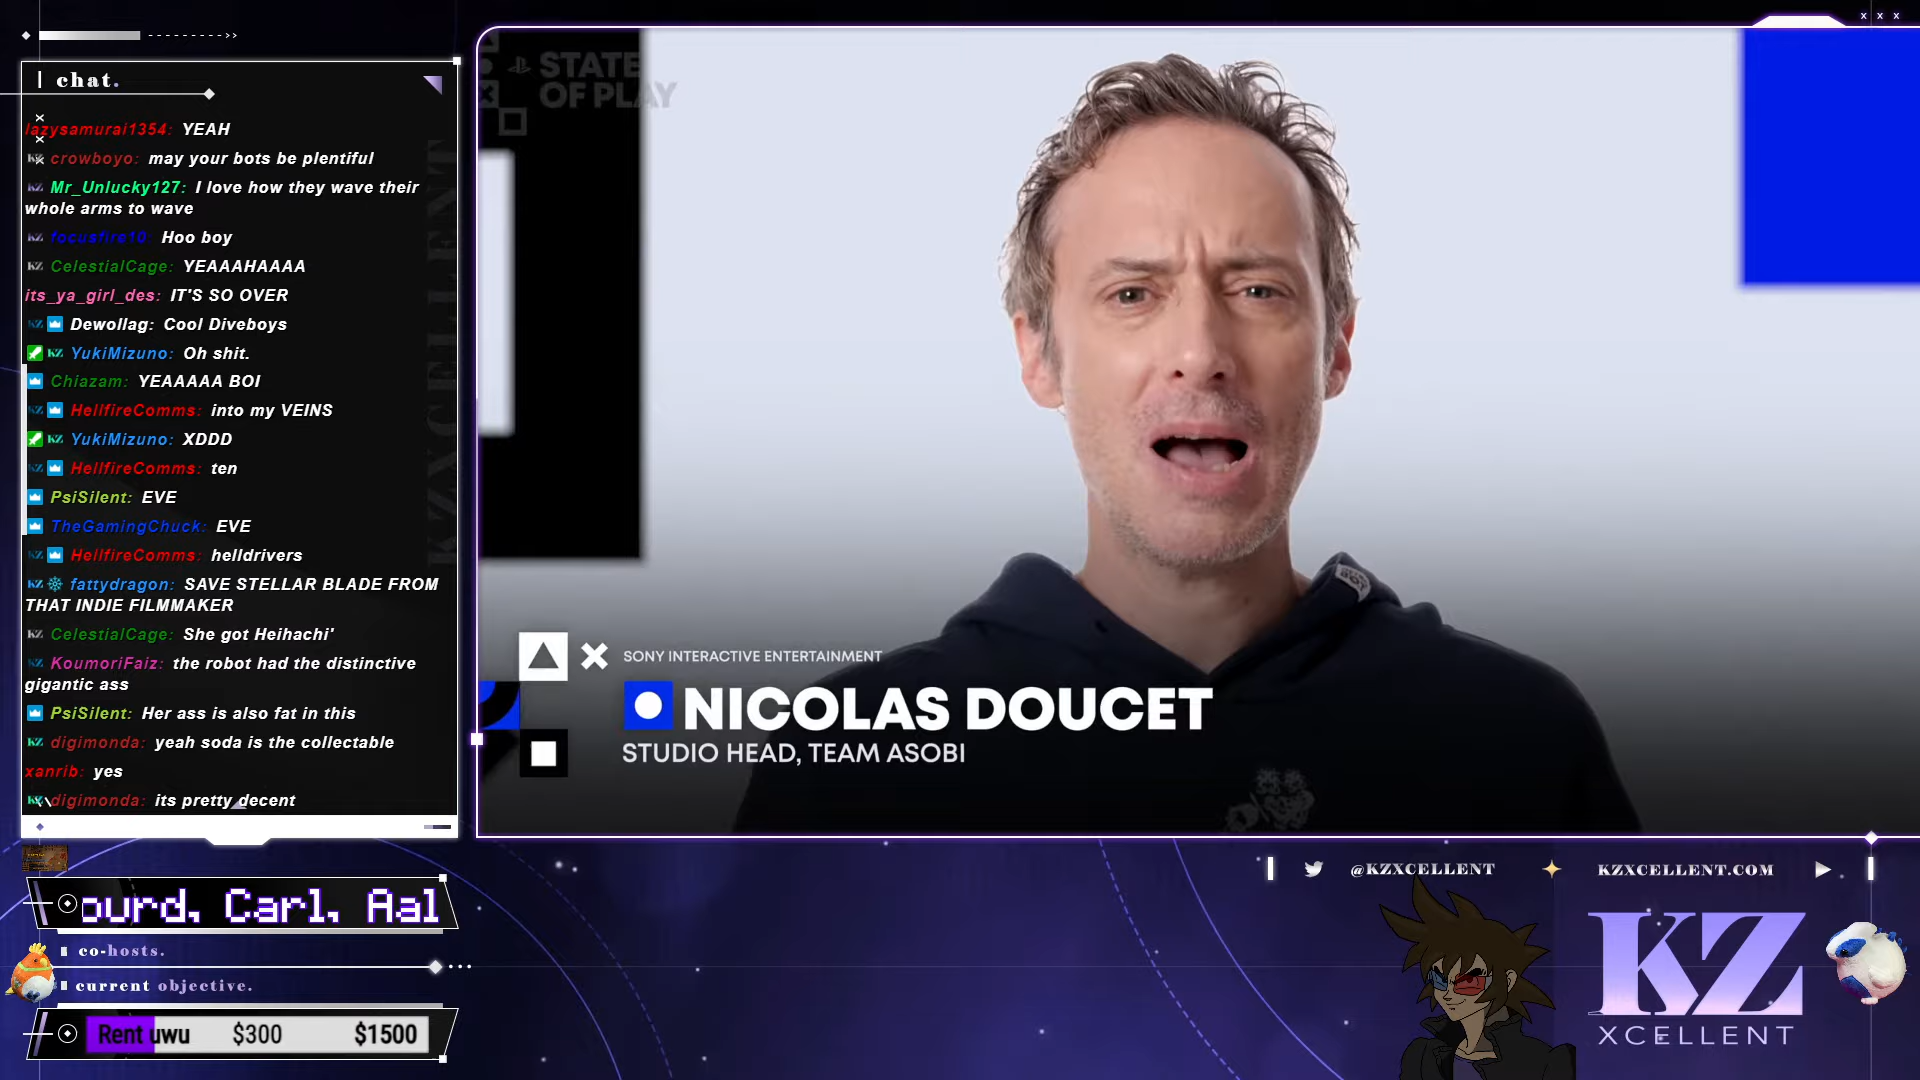 chat.
lazysamurai1354: YEAH
crowboyo: may your bots be plentiful
Mr_Unlucky127: I love how they wave their
whole arms to wave
focusfire10: Hoo boy
CelestialCage: YEAAAHAAAA
its_ya_girl_des: IT'S SO OVER
Dewollag: Cool Diveboys
YukiMizuno: Oh shit.
Chiazam: YEAAAAA BOI
HellfireComms: into my VEINS
YukiMizuno: XDDD
HellfireComms: ten
PsiSilent: EVE
TheGamingChuck: EVE
HellfireComms: helldrivers
fattydragon: SAVE STELLAR BLADE FROM
THAT INDIE FILMMAKER
CelestialCage: She got Heihachi'
KoumoriFaiz: the robot had the distinctive
gigantic ass
PsiSilent: Her ass is also fat in this
digimonda: yeah soda is the collectable
xanrib: yes
digimonda: its pretty decent
KZXCELLENT
STATE
OF PLAY
SONY INTERACTIVE ENTERTAINMENT
NICOLAS DOUCET
STUDIO HEAD, TEAM ASOBI
@KZXCELLENT
KZXCELLENT.COM
ourd, Carl, Aal
co-hosts.
current objective.
Rent uwu $300 $1500
KZ
XCELLENT